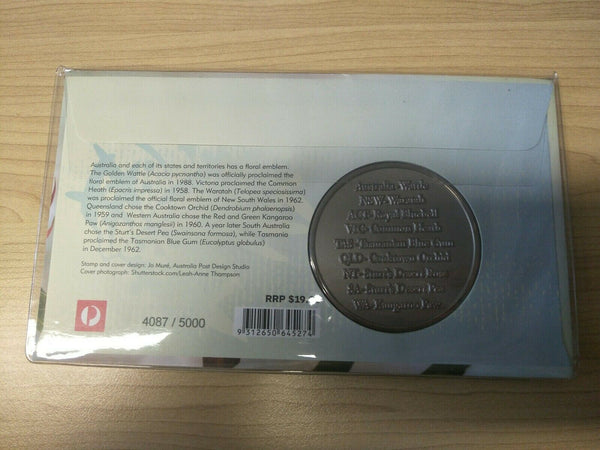 Australia and each of its states and territories has a floral emblem.
The Golden Wattle (Acacia pycnantha) was officially proclaimed the
floral emblem of Australia in 1988. Victoria proclaimed the Common
Heath (Epacris impressa) in 1958. The Waratah (Telopea speciosissima)
was proclaimed the official floral emblem of New South Wales in 1962.
Queensland chose the Cooktown Orchid (Dendrobium phalaenopsis)
in 1959 and Western Australia chose the Red and Green Kangaroo
Paw (Anigozanthos manglesii) in 1960. A year later South Australia
chose the Sturt's Desert Pea (Swainsona formosa), while Tasmania
proclaimed the Tasmanian Blue Gum (Eucalyptus globulus)
in December 1962.
Stamp and cover design: Jo Muré, Australia Post Design Studio
Cover photograph: Shutterstock.com/Leah-Anne Thompson
RRP $19.
4087 / 5000
9 312650 645274
Australia-Wattle
NSW-Waratah
ACT-Royal Bluebell
VIC-Common Heath
TAS-Tasmanian Blue Gum
QLD-Cooktown Orchid
NT-Sturt's Desert Rose
SA-Sturt's Desert Pea
WA-Kangaroo Paw